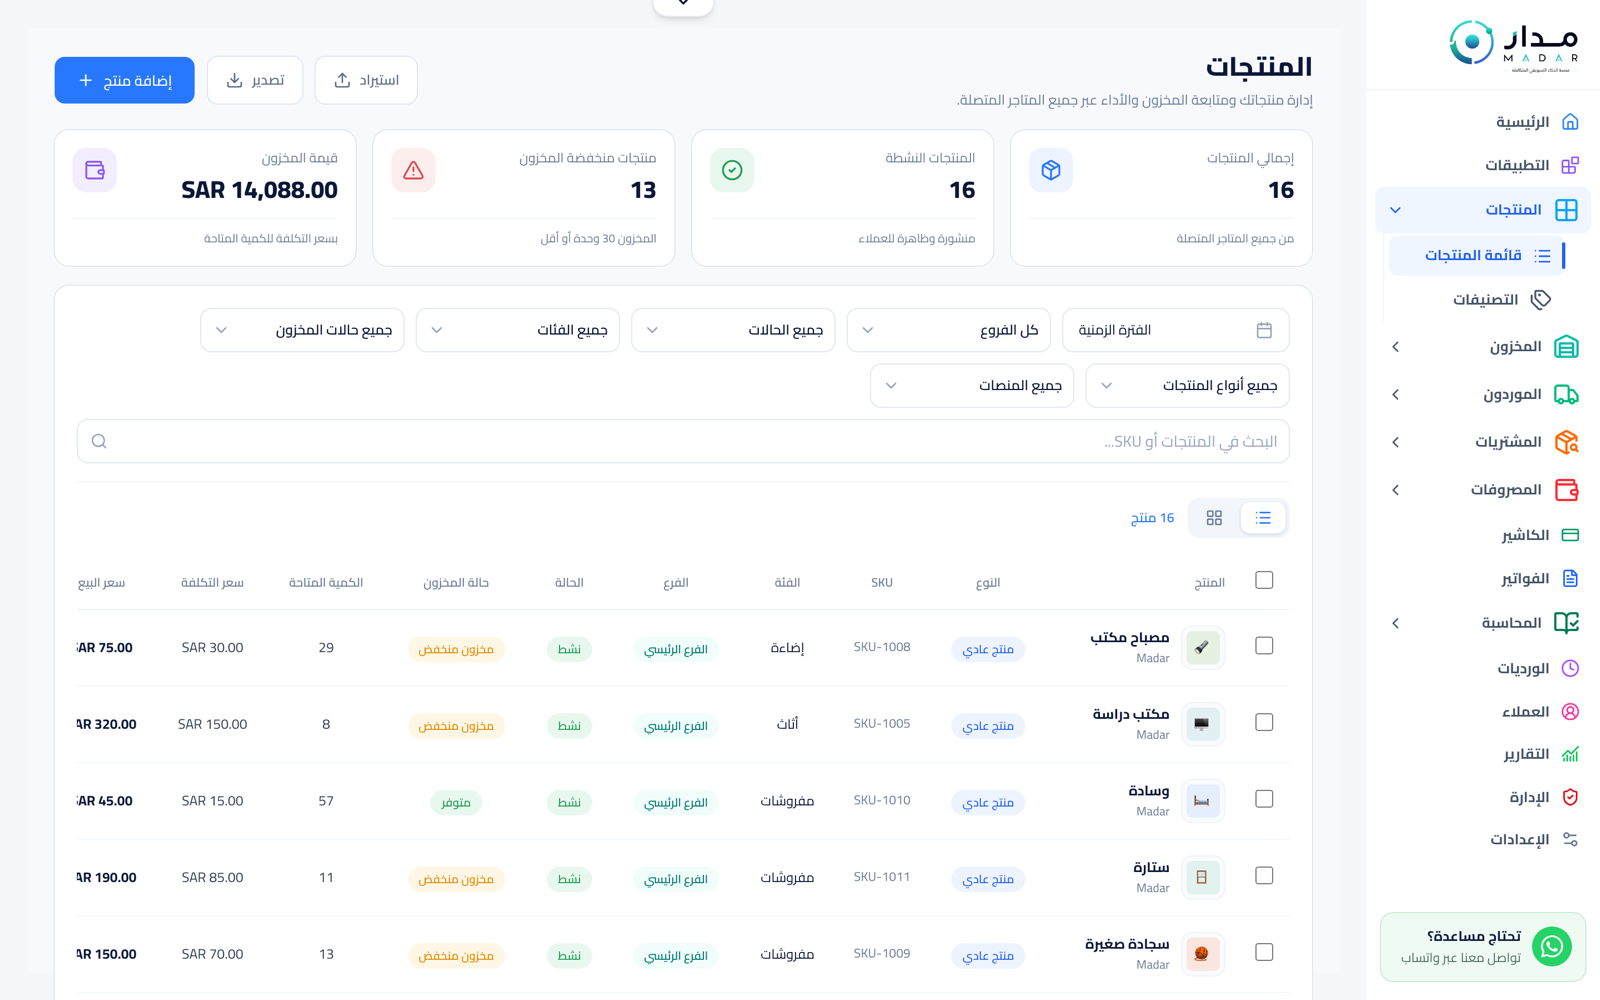 مـدار
MADAR
الرئيسية
التطبيقات
المنتجات
قائمة المنتجات
التصنيفات
المخزون
الموردون
المشتريات
المصروفات
الكاشير
الفواتير
المحاسبة
الورديات
العملاء
التقارير
الإدارة
الإعدادات
تحتاج مساعدة؟
تواصل معنا عبر واتساب
المنتجات
إدارة منتجاتك ومتابعة المخزون والأداء عبر جميع المتاجر المتصلة.
استيراد
تصدير
إضافة منتج +
إجمالي المنتجات
16
من جميع المتاجر المتصلة
المنتجات النشطة
16
منشورة وظاهرة للعملاء
منتجات منخفضة المخزون
13
المخزون 30 وحدة أو أقل
قيمة المخزون
SAR 14,088.00
بسعر التكلفة للكمية المتاحة
الفترة الزمنية
كل الفروع
جميع الحالات
جميع الفئات
جميع حالات المخزون
جميع أنواع المنتجات
جميع المنصات
البحث في المنتجات أو SKU...
16 منتج
المنتج النوع SKU الفئة الفرع الحالة حالة المخزون الكمية المتاحة سعر التكلفة سعر البيع
مصباح مكتب
Madar
منتج عادي SKU-1008 إضاءة الفرع الرئيسي نشط مخزون منخفض 29 SAR 30.00 AR 75.00
مكتب دراسة
Madar
منتج عادي SKU-1005 أثاث الفرع الرئيسي نشط مخزون منخفض 8 SAR 150.00 AR 320.00
وسادة
Madar
منتج عادي SKU-1010 مفروشات الفرع الرئيسي نشط متوفر 57 SAR 15.00 AR 45.00
ستارة
Madar
منتج عادي SKU-1011 مفروشات الفرع الرئيسي نشط مخزون منخفض 11 SAR 85.00 AR 190.00
سجادة صغيرة
Madar
منتج عادي SKU-1009 مفروشات الفرع الرئيسي نشط مخزون منخفض 13 SAR 70.00 AR 150.00